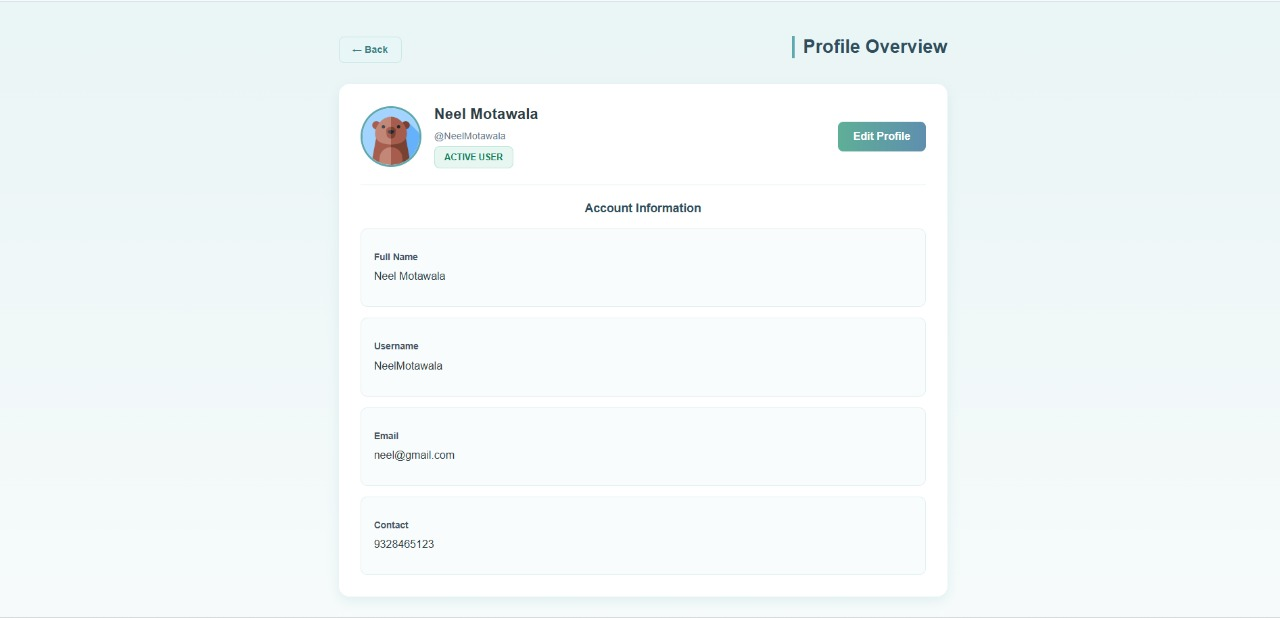 ← Back
Profile Overview
Neel Motawala
@NeelMotawala
ACTIVE USER
Edit Profile
Account Information
Full Name
Neel Motawala
Username
NeelMotawala
Email
neel@gmail.com
Contact
9328465123